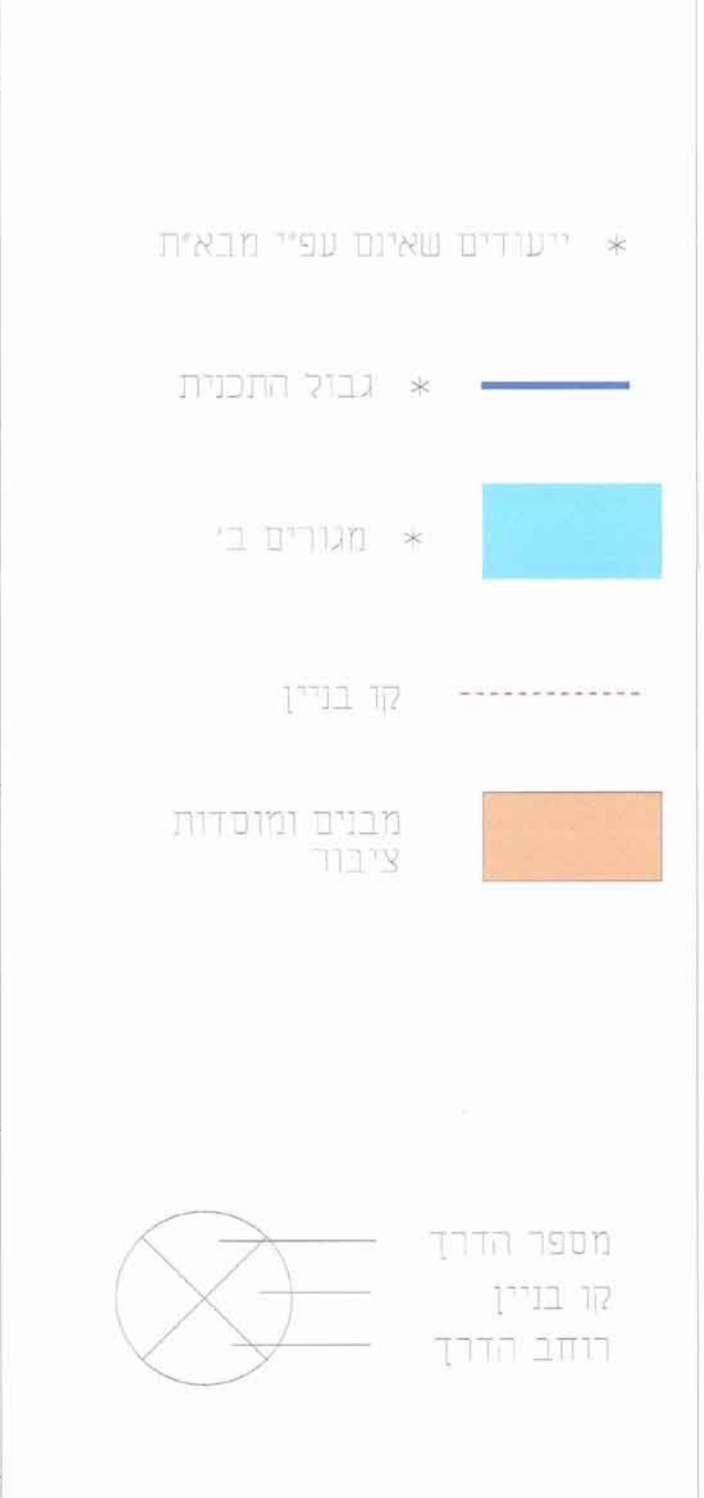 * ייעודים שאינם עפ״י מבא״ת
* גבול התכנית
* מגורים ב׳
קו בניין
מבנים ומוסדות
ציבור
מספר הדרך
קו בניין
רוחב הדרך